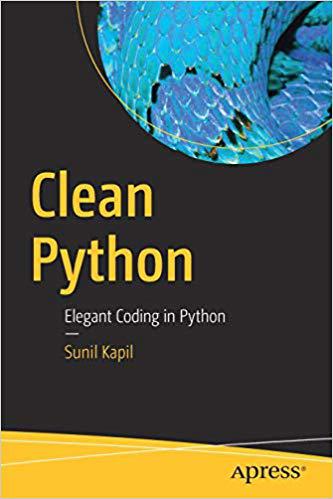 Clean
Python
Elegant Coding in Python
—
Sunil Kapil
Apress®